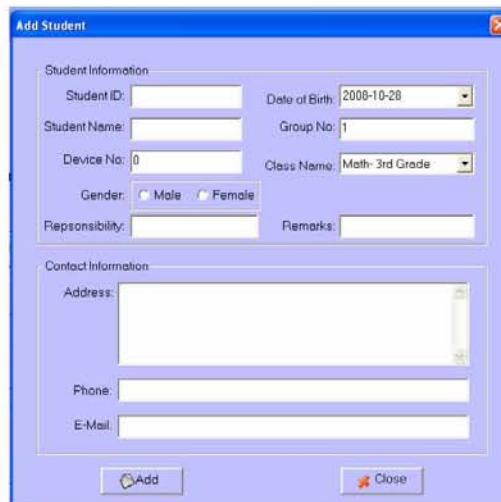 Add Student
Student Information
Student ID: Date of Birth: 2008-10-28
Student Name: Group No: 1
Device No: 0 Class Name: Math- 3rd Grade
Gender: Male Female
Repsonsibility: Remarks:
Contact Information
Address:
Phone:
E-Mail:
Add Close